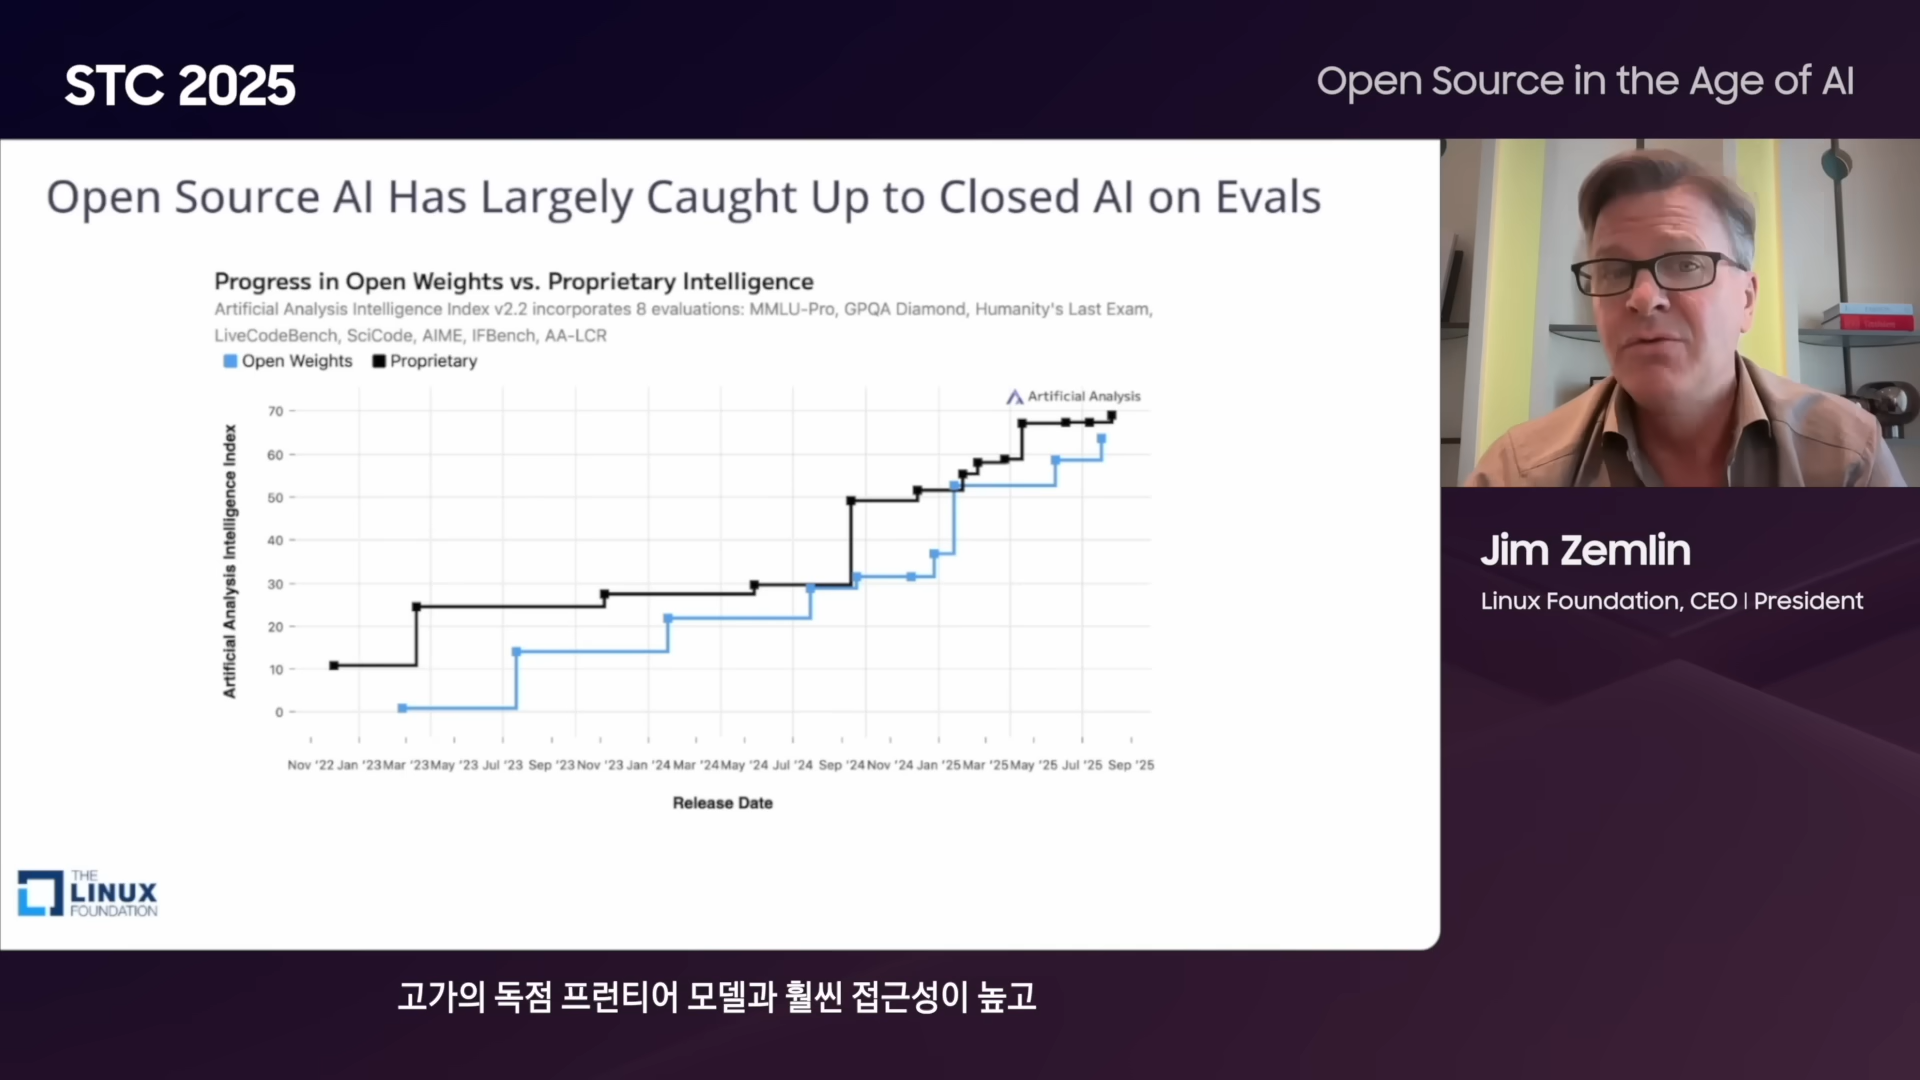 STC 2025
Open Source in the Age of AI
Open Source AI Has Largely Caught Up to Closed AI on Evals
Progress in Open Weights vs. Proprietary Intelligence
Artificial Analysis Intelligence Index v2.2 incorporates 8 evaluations: MMLU-Pro, GPQA Diamond, Humanity's Last Exam,
LiveCodeBench, SciCode, AIME, IFBench, AA-LCR
Open Weights Proprietary
Artificial Analysis
Artificial Analysis Intelligence Index
70
60
50
40
30
20
10
0
Nov '22 Jan '23 Mar '23 May '23 Jul '23 Sep '23 Nov '23 Jan '24 Mar '24 May '24 Jul '24 Sep '24 Nov '24 Jan '25 Mar '25 May '25 Jul '25 Sep '25
Release Date
THE
LINUX
FOUNDATION
Jim Zemlin
Linux Foundation, CEO | President
고가의 독점 프런티어 모델과 훨씬 접근성이 높고